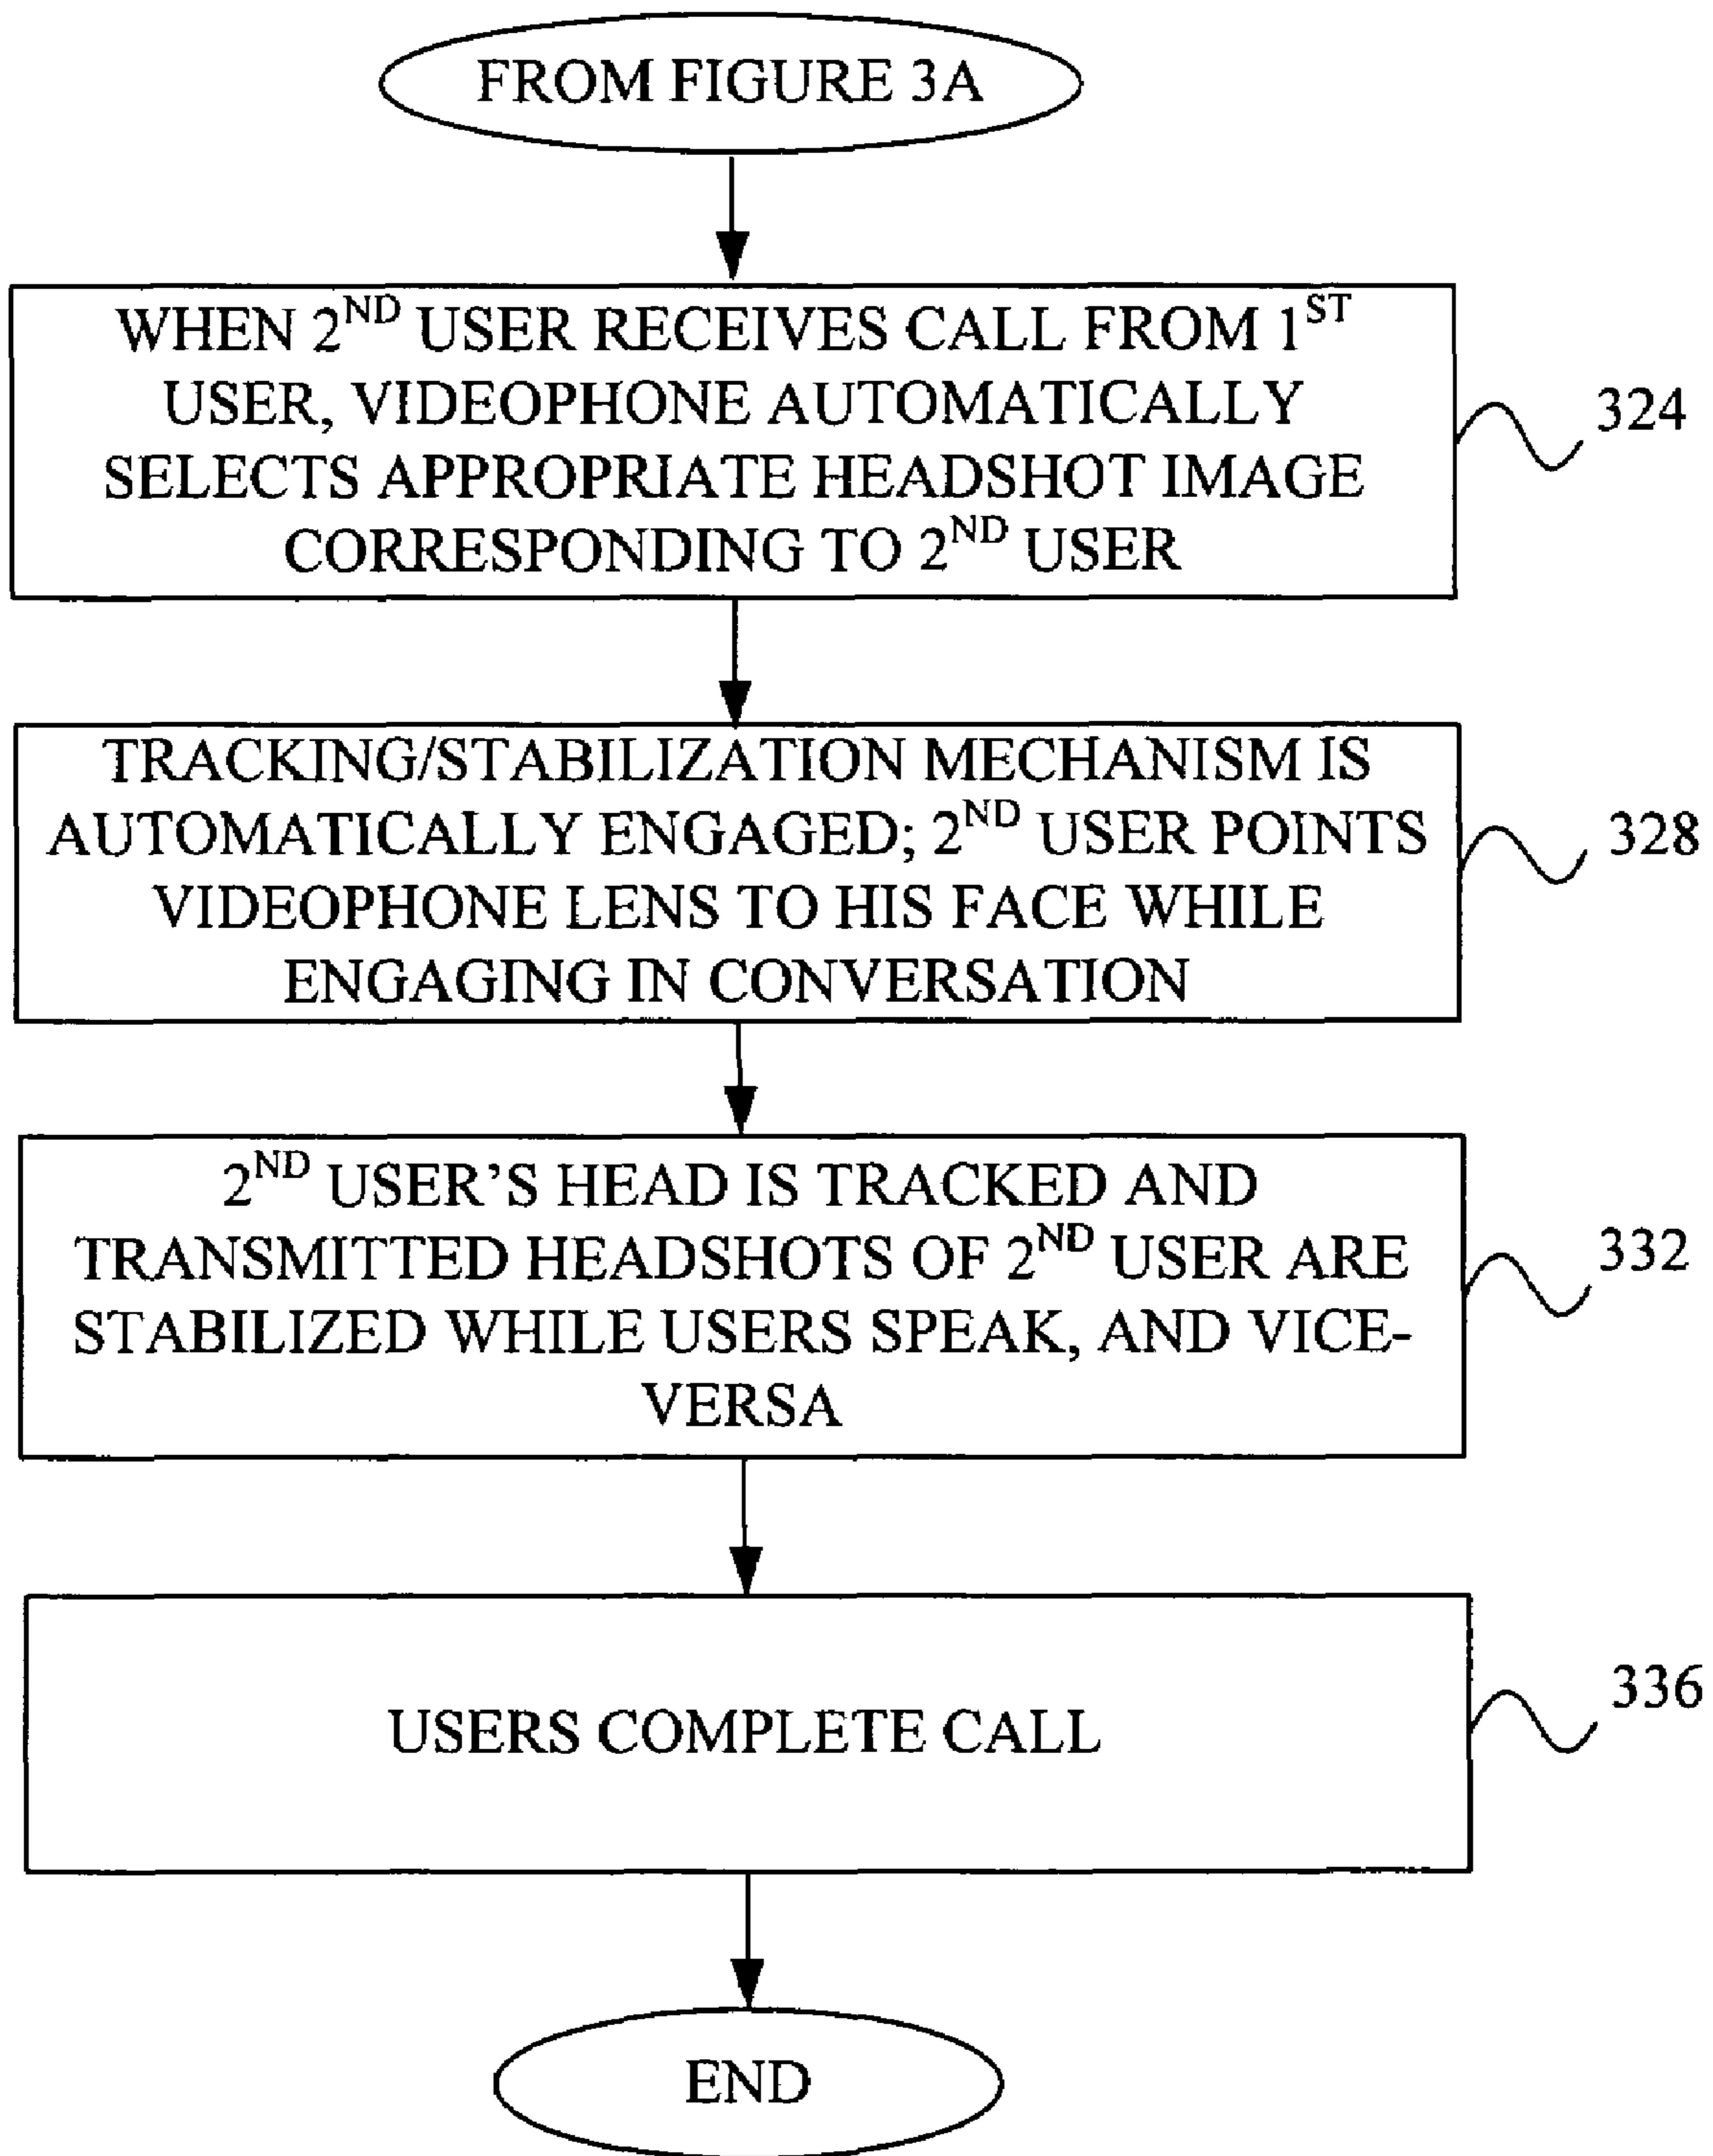 FROM FIGURE 3A
WHEN 2ND USER RECEIVES CALL FROM 1ST
USER, VIDEOPHONE AUTOMATICALLY
SELECTS APPROPRIATE HEADSHOT IMAGE
CORRESPONDING TO 2ND USER
324
TRACKING/STABILIZATION MECHANISM IS
AUTOMATICALLY ENGAGED; 2ND USER POINTS
VIDEOPHONE LENS TO HIS FACE WHILE
ENGAGING IN CONVERSATION
328
2ND USER’S HEAD IS TRACKED AND
TRANSMITTED HEADSHOTS OF 2ND USER ARE
STABILIZED WHILE USERS SPEAK, AND VICE-
VERSA
332
USERS COMPLETE CALL
336
END